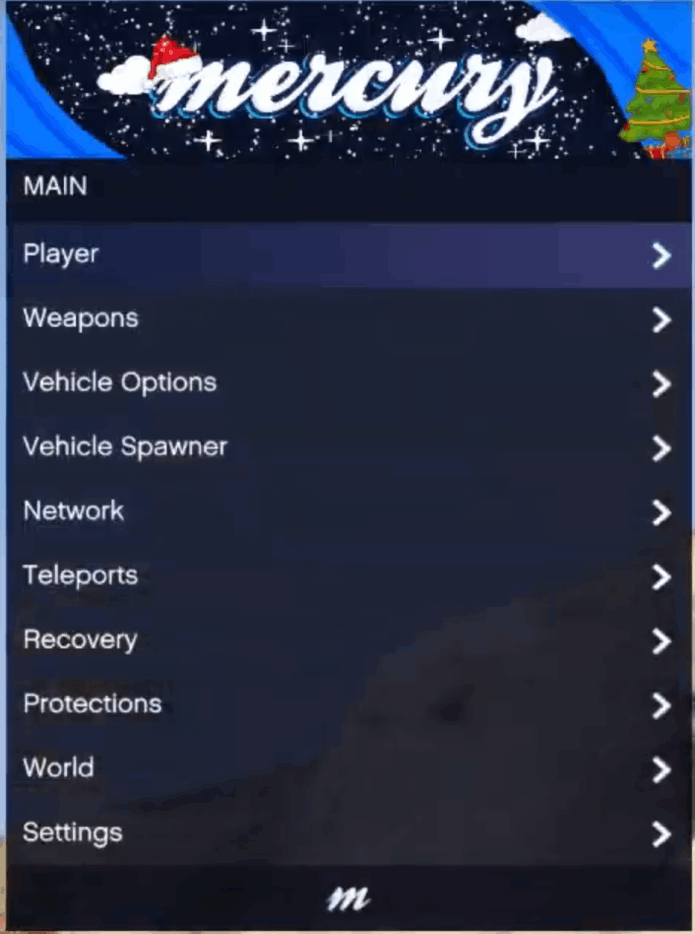 mercury
MAIN
Player
Weapons
Vehicle Options
Vehicle Spawner
Network
Teleports
Recovery
Protections
World
Settings
m